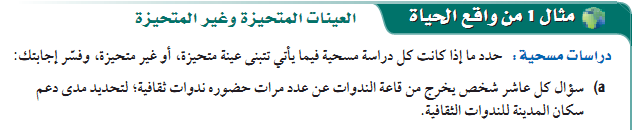 مثال 1 من واقع الحياة العينات المتحيزة وغير المتحيزة
دراسات مسحية : حدد ما إذا كانت كل دراسة مسحية فيما يأتي تتبنى عينة متحيزة، أو غير متحيزة، وفسّر إجابتك:
a) سؤال كل عاشر شخص يخرج من قاعة الندوات عن عدد مرات حضوره ندوات ثقافية؛ لتحديد مدى دعم
سكان المدينة للندوات الثقافية.